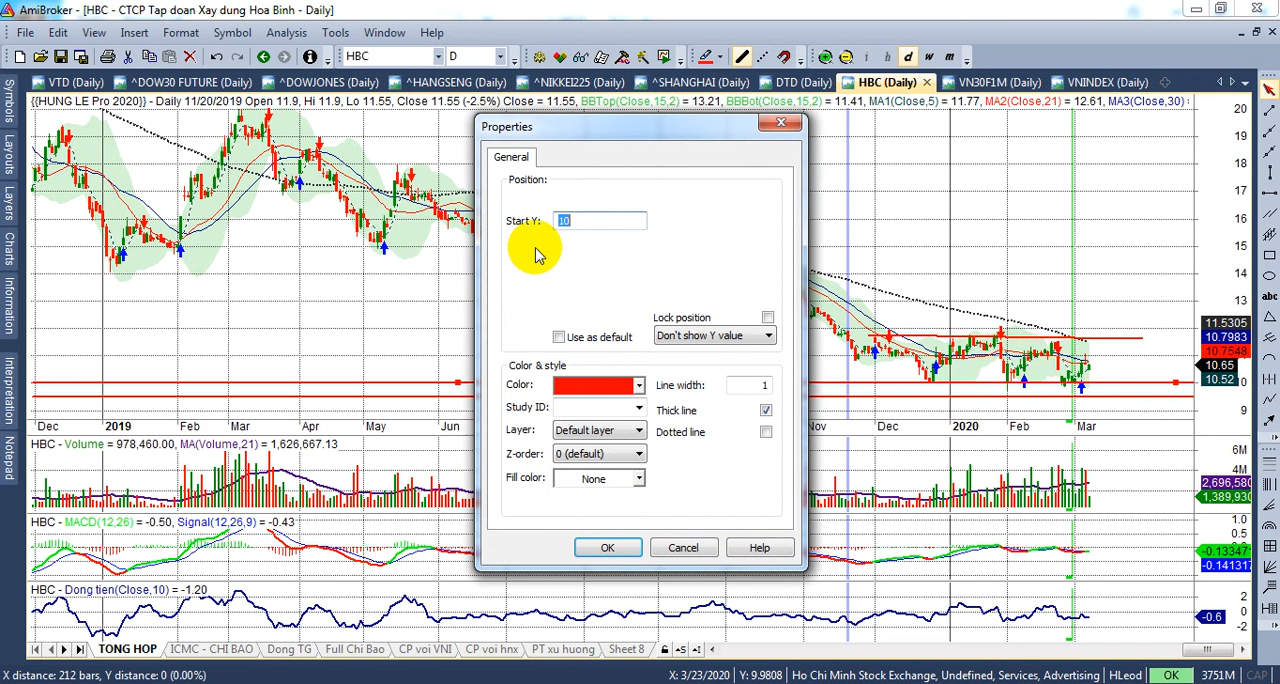 AmiBroker - [HBC - CTCP Tap doan Xay dung Hoa Binh - Daily]
File Edit View Insert Format Symbol Analysis Tools Window Help
HBC D i h d w m
VTD (Daily) ^DOW30 FUTURE (Daily) ^DOWJONES (Daily) ^HANGSENG (Daily) ^NIKKEI225 (Daily) ^SHANGHAI (Daily) DTD (Daily) HBC (Daily) VN30F1M (Daily) VNINDEX (Daily)
{{HUNG LE Pro 2020}} - Daily 11/20/2019 Open 11.9, Hi 11.9, Lo 11.55, Close 11.55 (-2.5%) Close = 11.55, BBTop(Close,15,2) = 13.21, BBBot(Close,15,2) = 11.41, MA1(Close,5) = 11.77, MA2(Close,21) = 12.61, MA3(Close,30) :
Symbols
Layouts
Layers
Charts
Information
Interpretation
Notepad
Properties
General
Position:
Start Y: 10
Lock position
Use as default Don't show Y value
Color & style
Color: Line width: 1
Study ID: Thick line
Layer: Default layer Dotted line
Z-order: 0 (default)
Fill color: None
OK Cancel Help
20
19
18
17
16
15
14
13
11.5305
10.7983
10.7548
10.65
10.52
9
abc
Dec 2019 Feb Mar Apr May Jun Nov Dec 2020 Feb Mar
HBC - Volume = 978,460.00, MA(Volume,21) = 1,626,667.13
6M
4M
2,696,580
1,389,930
HBC - MACD(12,26) = -0.50, Signal(12,26,9) = -0.43
1.0
0.5
-0.133471
-0.141317
HBC - Dong tien(Close,10) = -1.20
2
0
-0.6
-2
TONG HOP ICMC - CHI BAO Dong TG Full Chi Bao CP voi VNI CP voi hnx PT xu huong Sheet 8
X distance: 212 bars, Y distance: 0 (0.00%) X: 3/23/2020 Y: 9.9808 Ho Chi Minh Stock Exchange, Undefined, Services, Advertising HLeod OK 3751M CAP